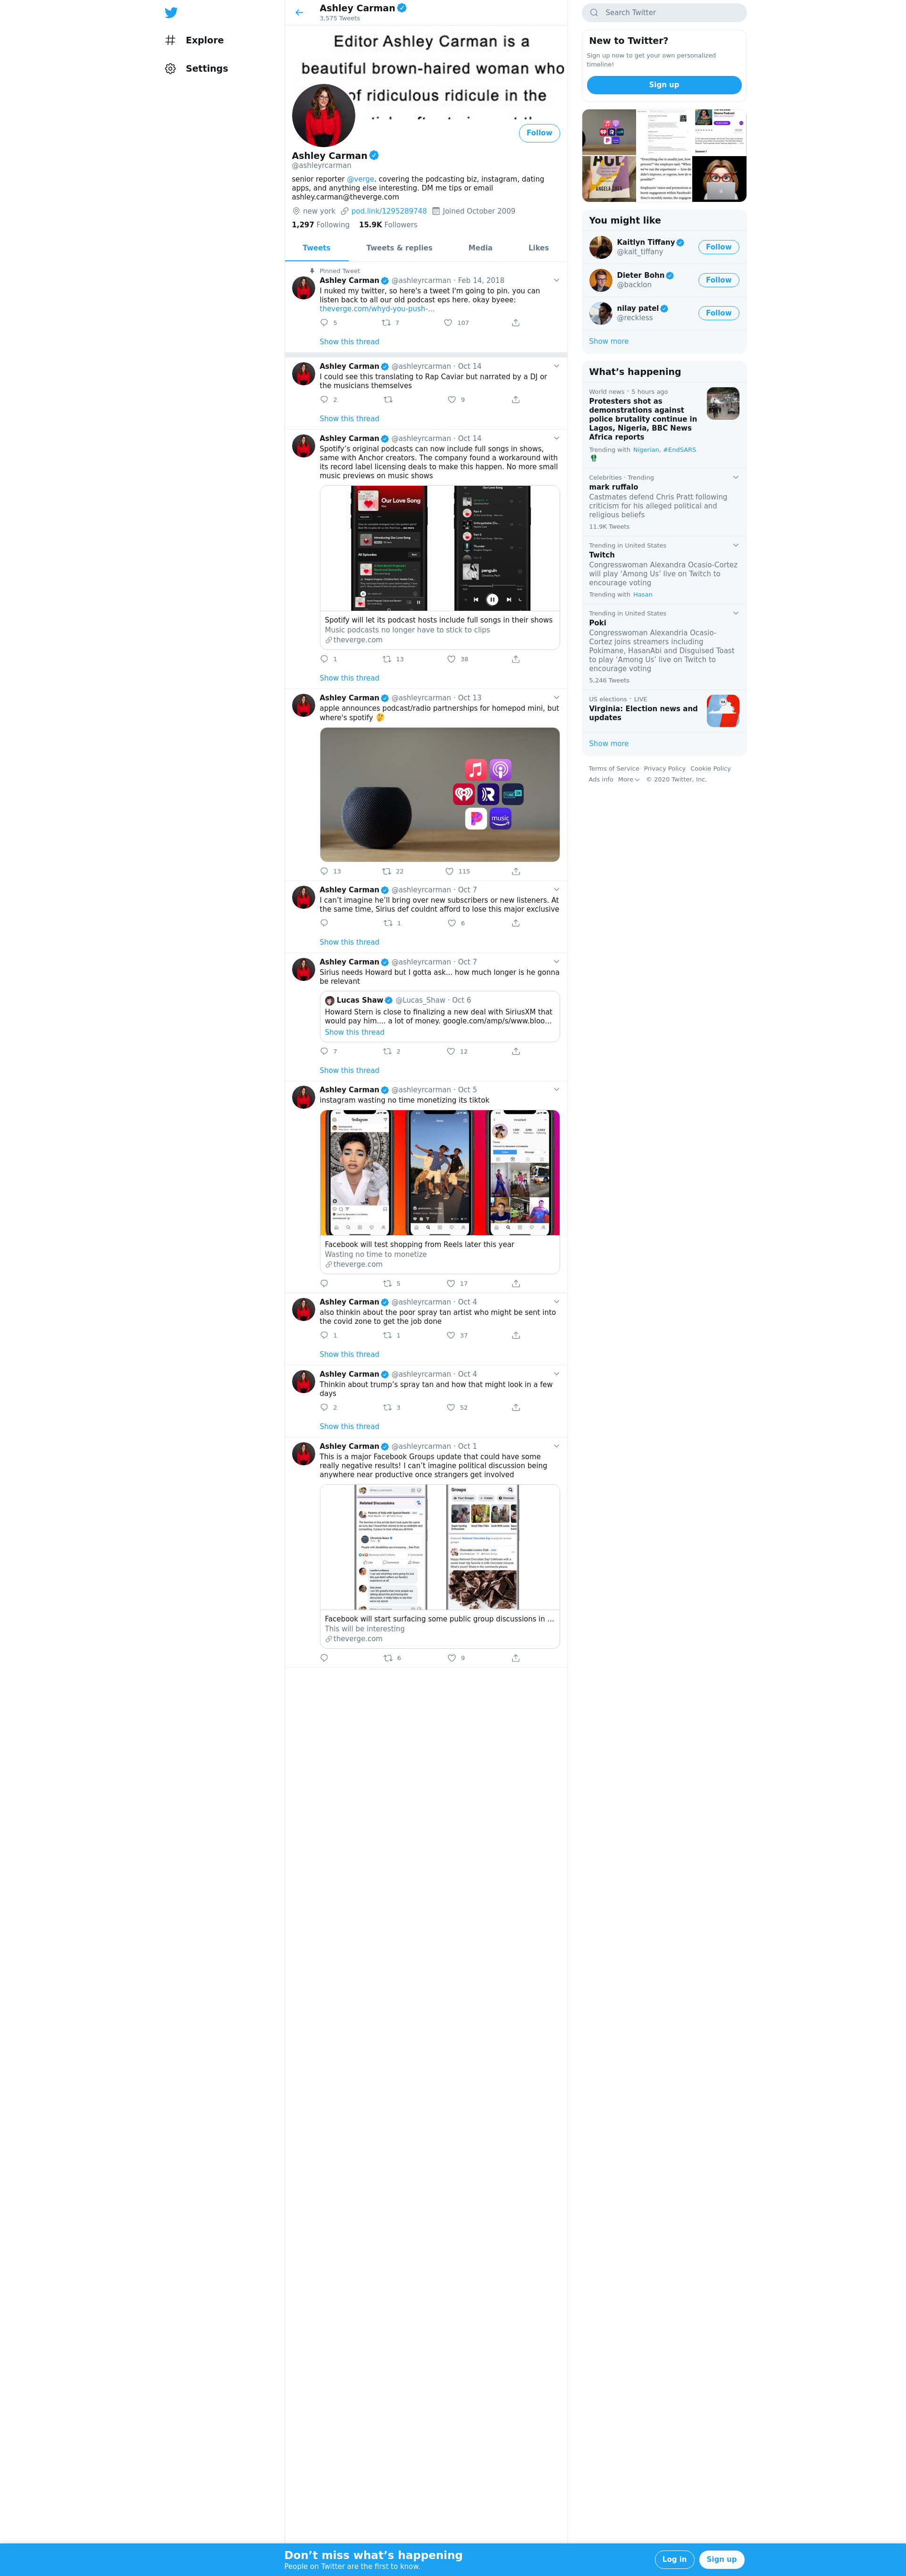 Explore
Settings
Ashley Carman
3,575 Tweets
Editor Ashley Carman is a
beautiful brown-haired woman who
of ridiculous ridicule in the
Follow
Ashley Carman
@ashleyrcarman
senior reporter @verge. covering the podcasting biz, instagram, dating
apps, and anything else interesting. DM me tips or email
ashley.carman@theverge.com
new york pod.link/1295289748 Joined October 2009
1,297 Following 15.9K Followers
Tweets Tweets & replies Media Likes
Pinned Tweet
Ashley Carman @ashleyrcarman · Feb 14, 2018
I nuked my twitter, so here's a tweet I'm going to pin. you can
listen back to all our old podcast eps here. okay byeee:
theverge.com/whyd-you-push-...
5 7 107
Show this thread
Ashley Carman @ashleyrcarman · Oct 14
I could see this translating to Rap Caviar but narrated by a DJ or
the musicians themselves
2 9
Show this thread
Ashley Carman @ashleyrcarman · Oct 14
Spotify's original podcasts can now include full songs in shows,
same with Anchor creators. The company found a workaround with
its record label licensing deals to make this happen. No more small
music previews on music shows
Our Love Song
Introducing Our Love Song
All Episodes
penguin
Spotify will let its podcast hosts include full songs in their shows
Music podcasts no longer have to stick to clips
theverge.com
1 13 38
Show this thread
Ashley Carman @ashleyrcarman · Oct 13
apple announces podcast/radio partnerships for homepod mini, but
where's spotify 🤔
music
13 22 115
Ashley Carman @ashleyrcarman · Oct 7
I can't imagine he'll bring over new subscribers or new listeners. At
the same time, Sirius def couldnt afford to lose this major exclusive
1 6
Show this thread
Ashley Carman @ashleyrcarman · Oct 7
Sirius needs Howard but I gotta ask... how much longer is he gonna
be relevant
Lucas Shaw @Lucas_Shaw · Oct 6
Howard Stern is close to finalizing a new deal with SiriusXM that
would pay him.... a lot of money. google.com/amp/s/www.bloo...
Show this thread
7 2 12
Show this thread
Ashley Carman @ashleyrcarman · Oct 5
instagram wasting no time monetizing its tiktok
Instagram
Facebook will test shopping from Reels later this year
Wasting no time to monetize
theverge.com
5 17
Ashley Carman @ashleyrcarman · Oct 4
also thinkin about the poor spray tan artist who might be sent into
the covid zone to get the job done
1 1 37
Show this thread
Ashley Carman @ashleyrcarman · Oct 4
Thinkin about trump's spray tan and how that might look in a few
days
2 3 52
Show this thread
Ashley Carman @ashleyrcarman · Oct 1
This is a major Facebook Groups update that could have some
really negative results! I can't imagine political discussion being
anywhere near productive once strangers get involved
Related Discussions
Groups
Facebook will start surfacing some public group discussions in ...
This will be interesting
theverge.com
6 9
Search Twitter
New to Twitter?
Sign up now to get your own personalized
timeline!
Sign up
You might like
Kaitlyn Tiffany
@kait_tiffany
Follow
Dieter Bohn
@backlon
Follow
nilay patel
@reckless
Follow
Show more
What's happening
World news · 5 hours ago
Protesters shot as
demonstrations against
police brutality continue in
Lagos, Nigeria, BBC News
Africa reports
Trending with Nigerian, #EndSARS
Celebrities · Trending
mark ruffalo
Castmates defend Chris Pratt following
criticism for his alleged political and
religious beliefs
11.9K Tweets
Trending in United States
Twitch
Congresswoman Alexandra Ocasio-Cortez
will play 'Among Us' live on Twitch to
encourage voting
Trending with Hasan
Trending in United States
Poki
Congresswoman Alexandria Ocasio-
Cortez joins streamers including
Pokimane, HasanAbi and Disguised Toast
to play 'Among Us' live on Twitch to
encourage voting
5,246 Tweets
US elections · LIVE
Virginia: Election news and
updates
Show more
Terms of Service Privacy Policy Cookie Policy
Ads info More © 2020 Twitter, Inc.
Don't miss what's happening
People on Twitter are the first to know.
Log in
Sign up